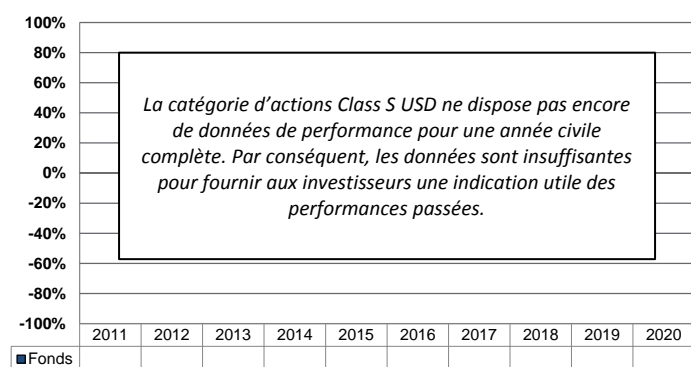 100%
80%
60%
40%
20%
0%
-20%
-40%
-60%
-80%
-100%
La catégorie d'actions Class S USD ne dispose pas encore
de données de performance pour une année civile
complète. Par conséquent, les données sont insuffisantes
pour fournir aux investisseurs une indication utile des
performances passées.
2011 2012 2013 2014 2015 2016 2017 2018 2019 2020
Fonds